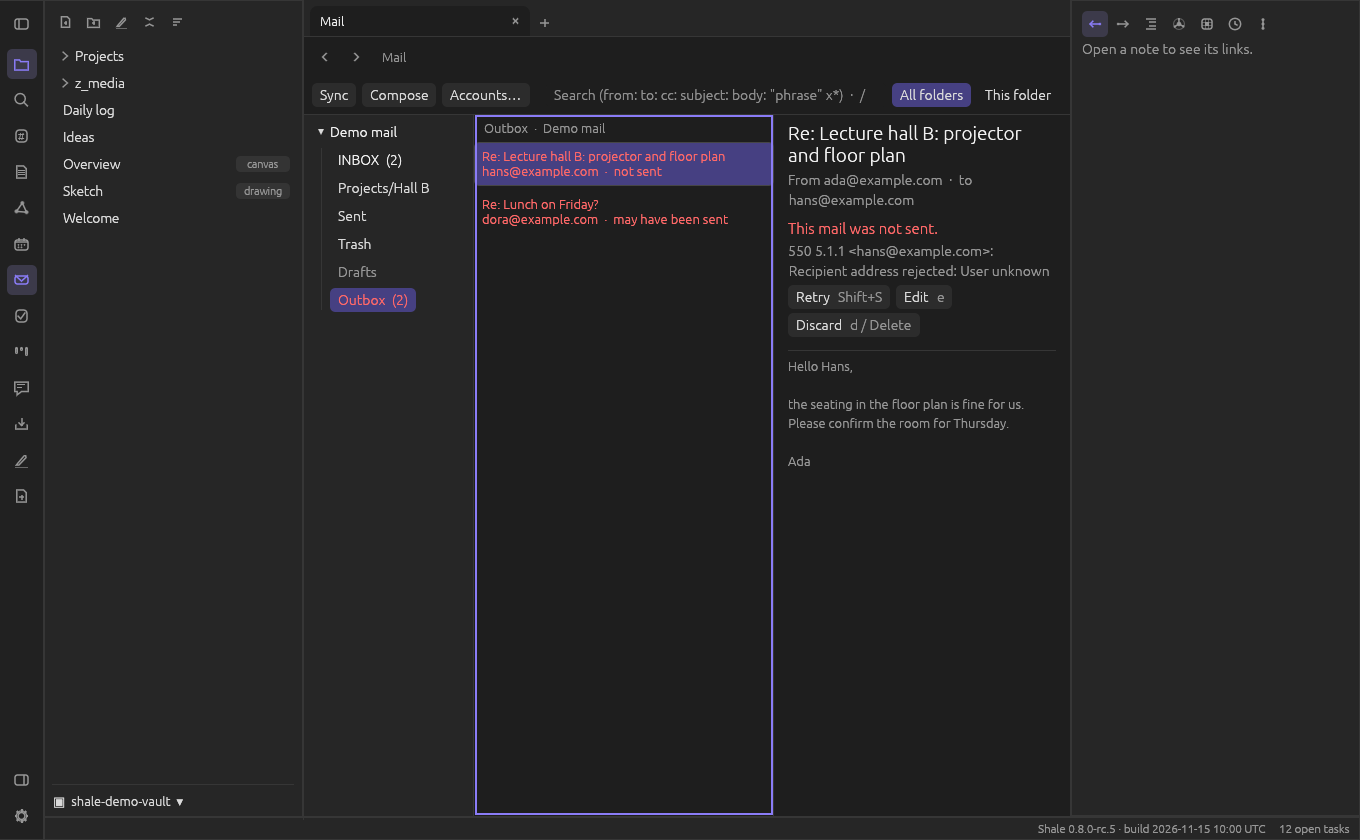 Projects
z_media
Daily log
Ideas
Overview canvas
Sketch drawing
Welcome
shale-demo-vault ▼
Mail × +
Mail
Sync Compose Accounts… Search (from: to: cc: subject: body: "phrase" x*) · / All folders This folder
▼ Demo mail
INBOX (2)
Projects/Hall B
Sent
Trash
Drafts
Outbox (2)
Outbox · Demo mail
Re: Lecture hall B: projector and floor plan
hans@example.com · not sent
Re: Lunch on Friday?
dora@example.com · may have been sent
Re: Lecture hall B: projector
and floor plan
From ada@example.com · to
hans@example.com
This mail was not sent.
550 5.1.1 <hans@example.com>:
Recipient address rejected: User unknown
Retry Shift+S Edit e
Discard d / Delete
Hello Hans,
the seating in the floor plan is fine for us.
Please confirm the room for Thursday.
Ada
Open a note to see its links.
Shale 0.8.0-rc.5 · build 2026-11-15 10:00 UTC 12 open tasks